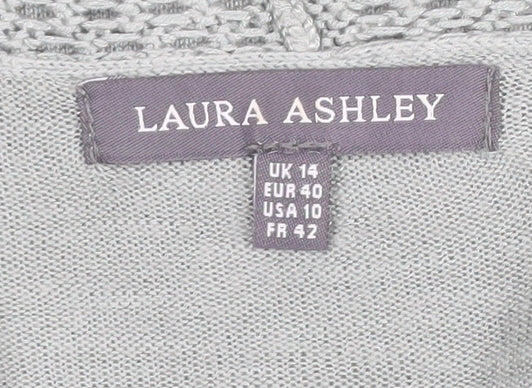 LAURA ASHLEY
UK 14
EUR 40
USA 10
FR 42